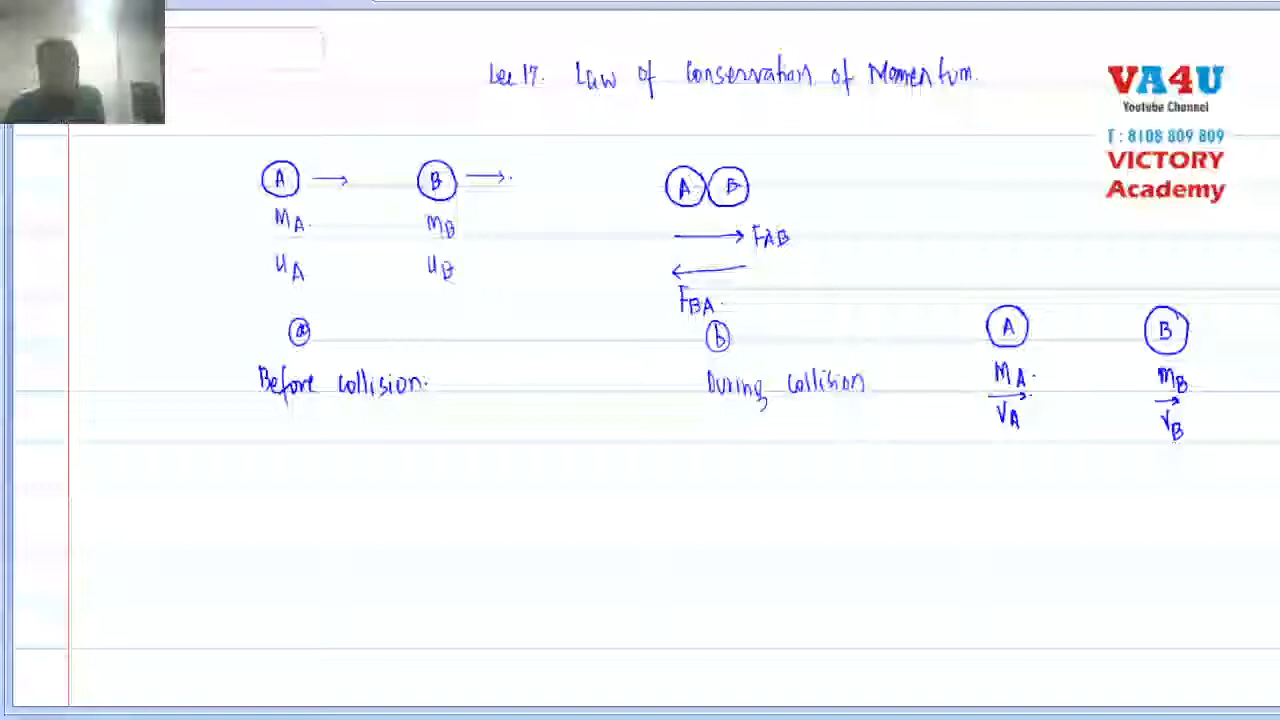 Lec 17. Law of Conservation of Momentum.
VA4U
Youtube Channel
T : 8108 809 809
VICTORY
Academy
A B
MA. mB
uA uB
a
Before collision.
A B
FAB
FBA.
b
During collision
A B
MA. mB
VA VB